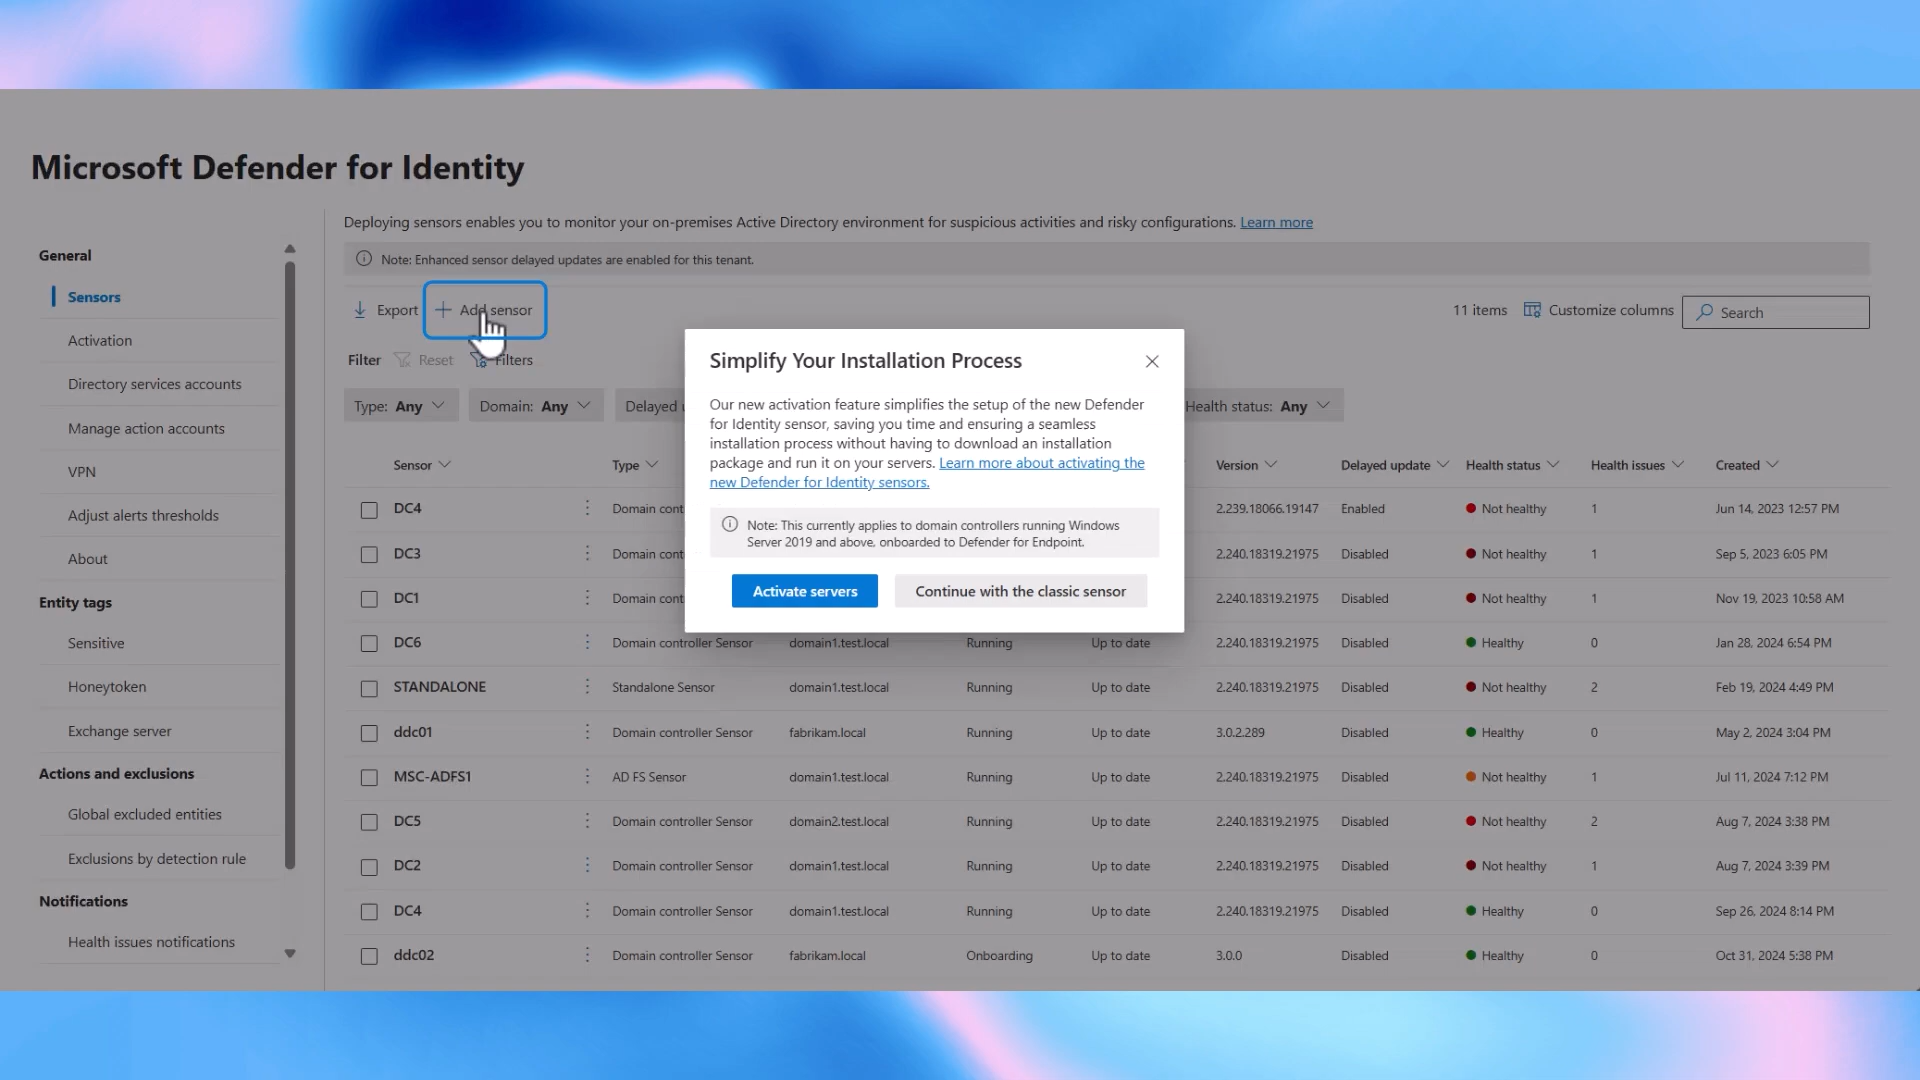 Microsoft Defender for Identity
General
Sensors
Activation
Directory services accounts
Manage action accounts
VPN
Adjust alerts thresholds
About
Entity tags
Sensitive
Honeytoken
Exchange server
Actions and exclusions
Global excluded entities
Exclusions by detection rule
Notifications
Health issues notifications
Deploying sensors enables you to monitor your on-premises Active Directory environment for suspicious activities and risky configurations. Learn more
Note: Enhanced sensor delayed updates are enabled for this tenant.
Export Add sensor 11 items Customize columns Search
Filter Reset Filters
Type: Any Domain: Any Delayed Health status: Any
Simplify Your Installation Process
Our new activation feature simplifies the setup of the new Defender
for Identity sensor, saving you time and ensuring a seamless
installation process without having to download an installation
package and run it on your servers. Learn more about activating the
new Defender for Identity sensors.
Note: This currently applies to domain controllers running Windows
Server 2019 and above, onboarded to Defender for Endpoint.
Activate servers Continue with the classic sensor
Sensor Type Version Delayed update Health status Health issues Created
DC4 Domain 2.239.18066.19147 Enabled Not healthy 1 Jun 14, 2023 12:57 PM
DC3 Domain 2.240.18319.21975 Disabled Not healthy 1 Sep 5, 2023 6:05 PM
DC1 Domain 2.240.18319.21975 Disabled Not healthy 1 Nov 19, 2023 10:58 AM
DC6 Domain controller Sensor domain1.test.local Running Up to date 2.240.18319.21975 Disabled Healthy 0 Jan 28, 2024 6:54 PM
STANDALONE Standalone Sensor domain1.test.local Running Up to date 2.240.18319.21975 Disabled Not healthy 2 Feb 19, 2024 4:49 PM
ddc01 Domain controller Sensor fabrikam.local Running Up to date 3.0.2.289 Disabled Healthy 0 May 2, 2024 3:04 PM
MSC-ADFS1 AD FS Sensor domain1.test.local Running Up to date 2.240.18319.21975 Disabled Not healthy 1 Jul 11, 2024 7:12 PM
DC5 Domain controller Sensor domain2.test.local Running Up to date 2.240.18319.21975 Disabled Not healthy 2 Aug 7, 2024 3:38 PM
DC2 Domain controller Sensor domain1.test.local Running Up to date 2.240.18319.21975 Disabled Not healthy 1 Aug 7, 2024 3:39 PM
DC4 Domain controller Sensor domain1.test.local Running Up to date 2.240.18319.21975 Disabled Healthy 0 Sep 26, 2024 8:14 PM
ddc02 Domain controller Sensor fabrikam.local Onboarding Up to date 3.0.0 Disabled Healthy 0 Oct 31, 2024 5:38 PM